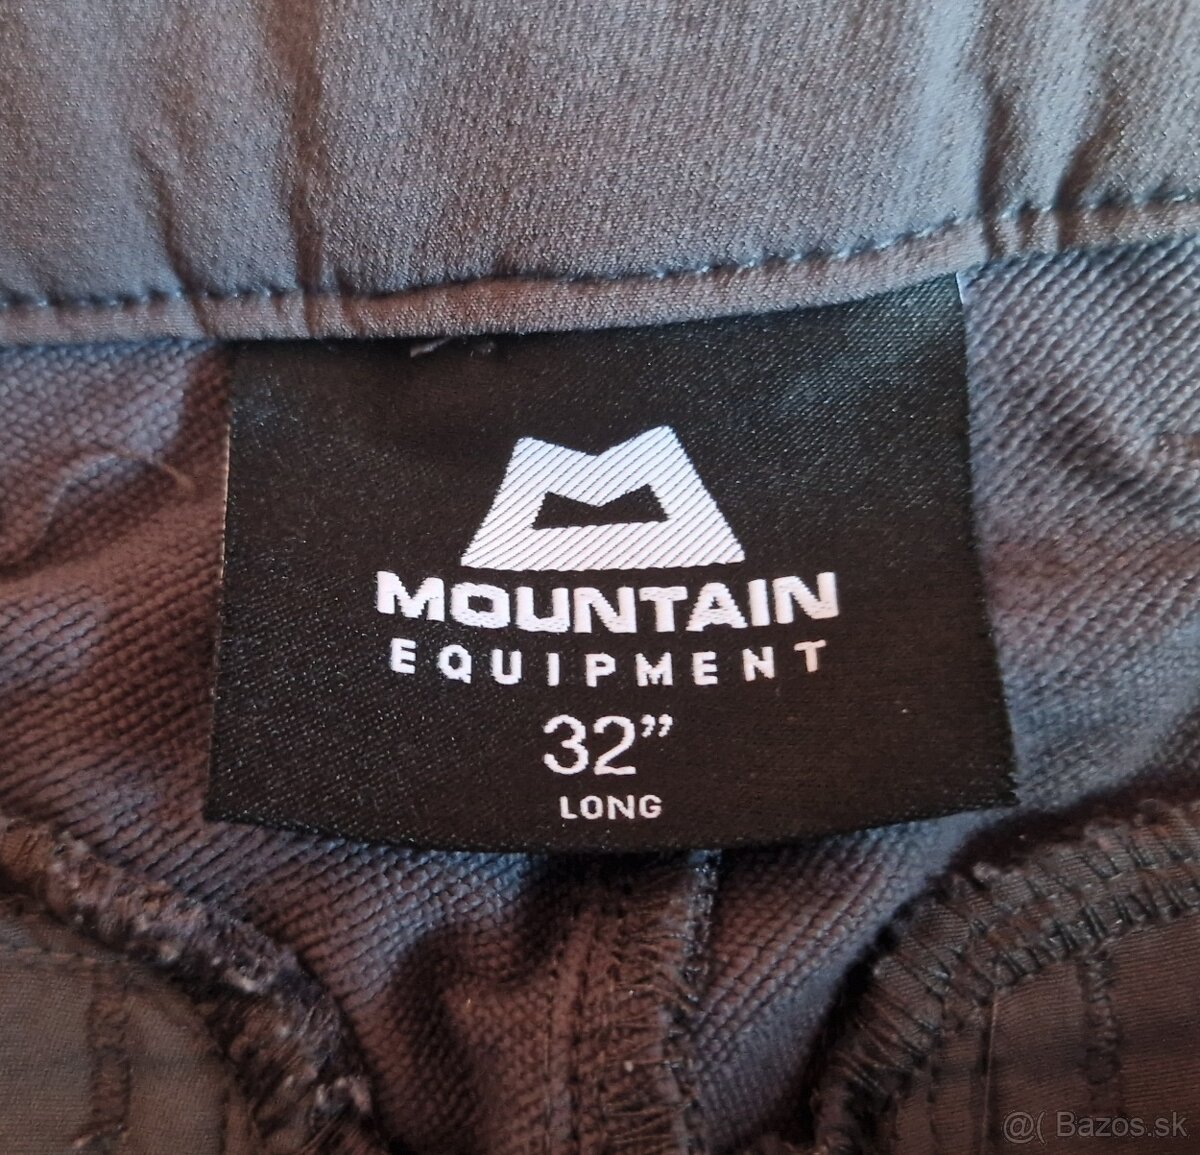 MOUNTAIN
EQUIPMENT
32”
LONG
@( Bazos.sk